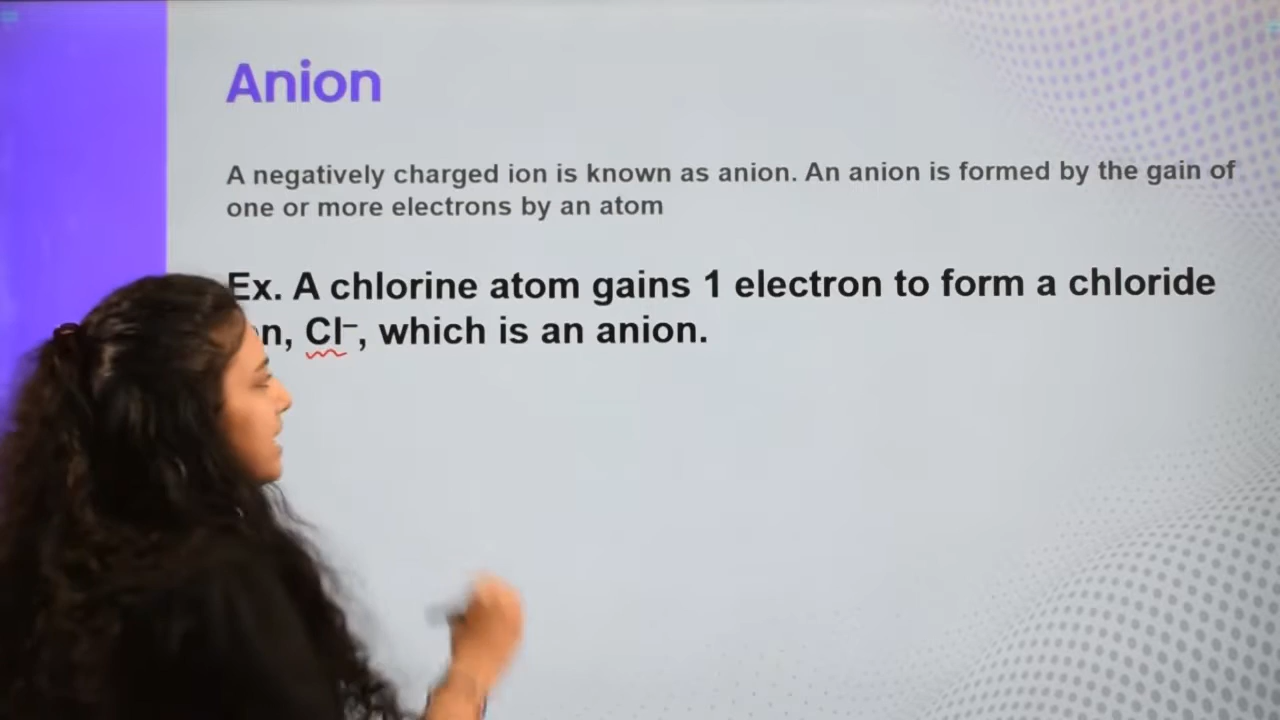 Anion
A negatively charged ion is known as anion. An anion is formed by the gain of
one or more electrons by an atom
Ex. A chlorine atom gains 1 electron to form a chloride
Cl⁻, which is an anion.